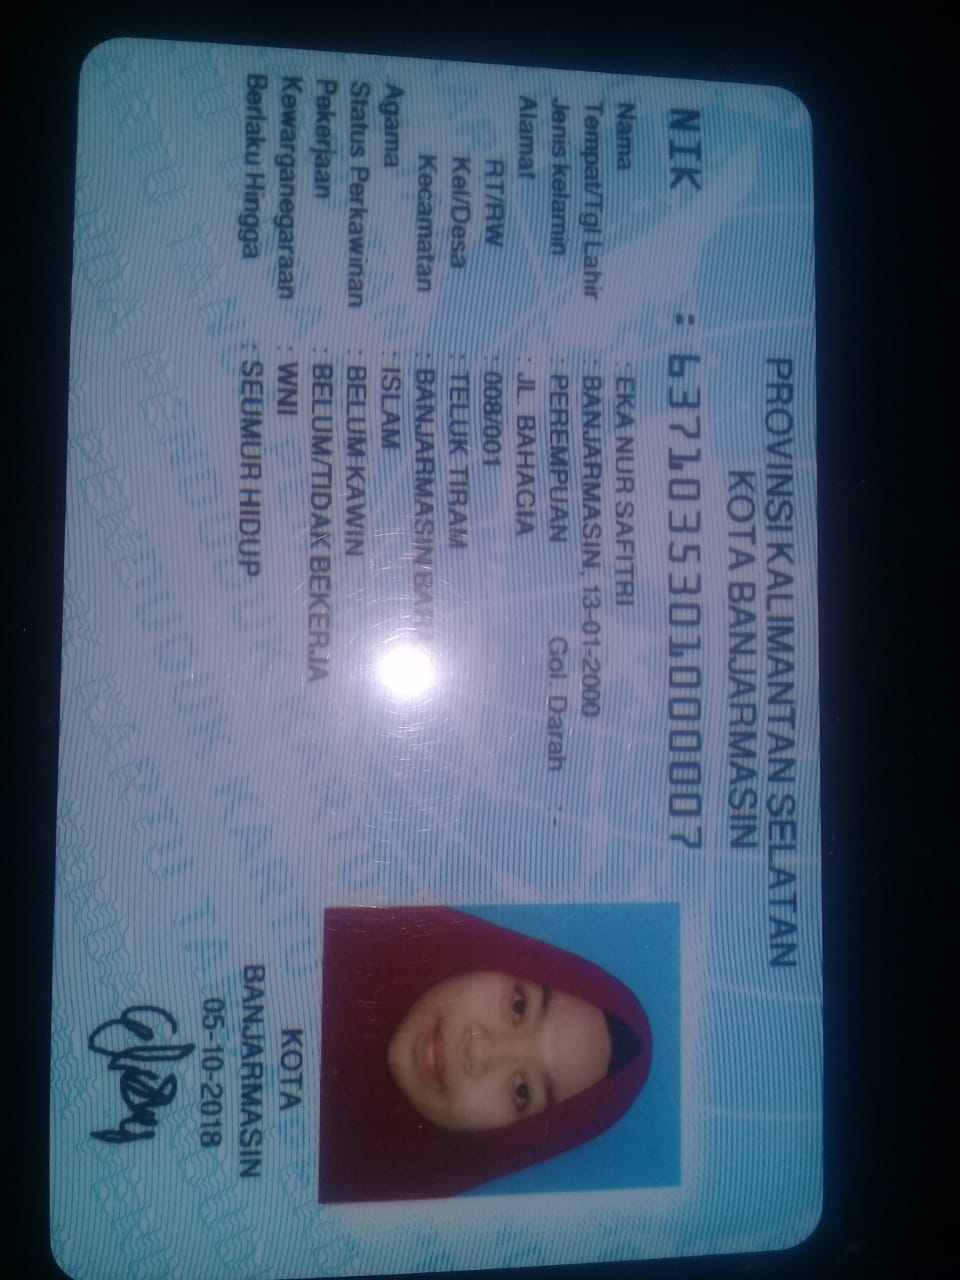 PROVINSI KALIMANTAN SELATAN
KOTA BANJARMASIN
NIK : 6371035301000007
Nama : EKA NUR SAFITRI
Tempat/Tgl Lahir : BANJARMASIN, 13-01-2000
Jenis kelamin : PEREMPUAN Gol. Darah : -
Alamat : JL. BAHAGIA
RT/RW : 008/001
Kel/Desa : TELUK TIRAM
Kecamatan : BANJARMASIN
Agama : ISLAM
Status Perkawinan : BELUM KAWIN
Pekerjaan : BELUM/TIDAK BEKERJA
Kewarganegaraan : WNI
Berlaku Hingga : SEUMUR HIDUP
KOTA
BANJARMASIN
05-10-2018